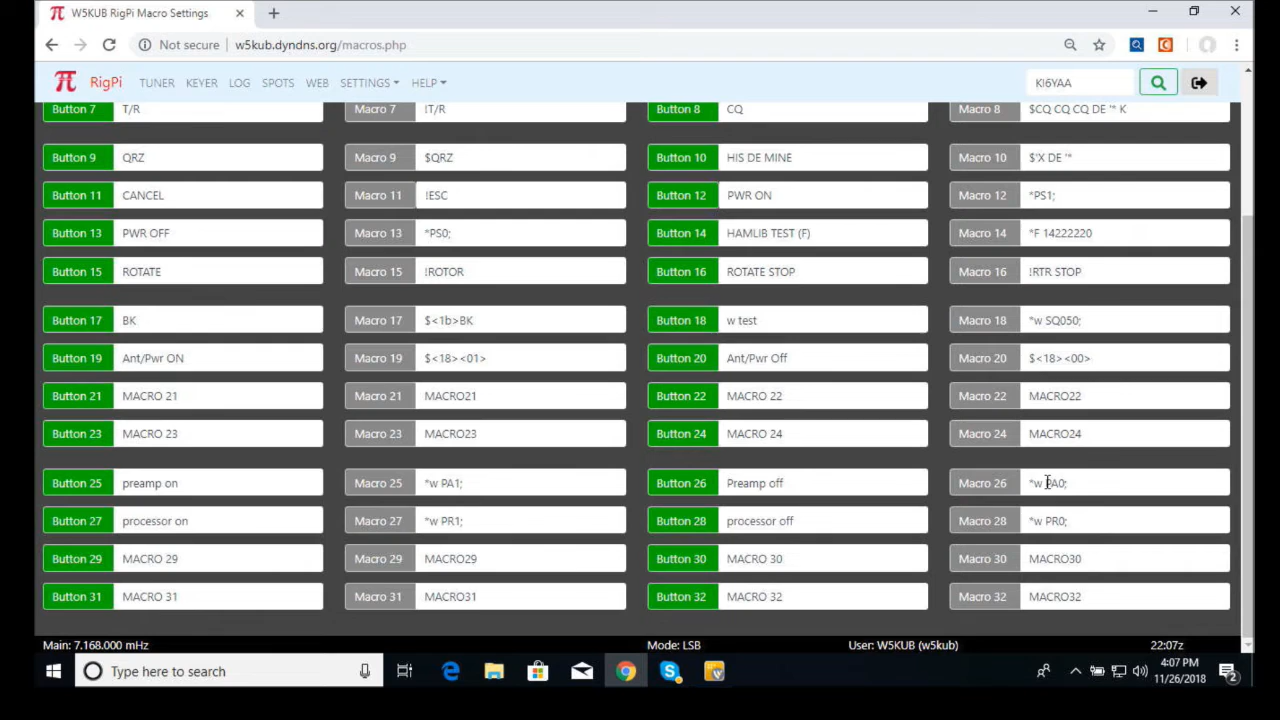 W5KUB RigPi Macro Settings
Not secure w5kub.dyndns.org/macros.php
RigPi TUNER KEYER LOG SPOTS WEB SETTINGS HELP KI6YAA
Button 7 T/R Macro 7 !T/R Button 8 CQ Macro 8 $CQ CQ CQ DE '* K
Button 9 QRZ Macro 9 $QRZ Button 10 HIS DE MINE Macro 10 $'X DE '*
Button 11 CANCEL Macro 11 !ESC Button 12 PWR ON Macro 12 *PS1;
Button 13 PWR OFF Macro 13 *PS0; Button 14 HAMLIB TEST (F) Macro 14 *F 14222220
Button 15 ROTATE Macro 15 !ROTOR Button 16 ROTATE STOP Macro 16 !RTR STOP
Button 17 BK Macro 17 $<1b>BK Button 18 w test Macro 18 *w SQ050;
Button 19 Ant/Pwr ON Macro 19 $<18><01> Button 20 Ant/Pwr Off Macro 20 $<18><00>
Button 21 MACRO 21 Macro 21 MACRO21 Button 22 MACRO 22 Macro 22 MACRO22
Button 23 MACRO 23 Macro 23 MACRO23 Button 24 MACRO 24 Macro 24 MACRO24
Button 25 preamp on Macro 25 *w PA1; Button 26 Preamp off Macro 26 *w PA0;
Button 27 processor on Macro 27 *w PR1; Button 28 processor off Macro 28 *w PR0;
Button 29 MACRO 29 Macro 29 MACRO29 Button 30 MACRO 30 Macro 30 MACRO30
Button 31 MACRO 31 Macro 31 MACRO31 Button 32 MACRO 32 Macro 32 MACRO32
Main: 7.168.000 mHz Mode: LSB User: W5KUB (w5kub) 22:07z
Type here to search
4:07 PM
11/26/2018
2